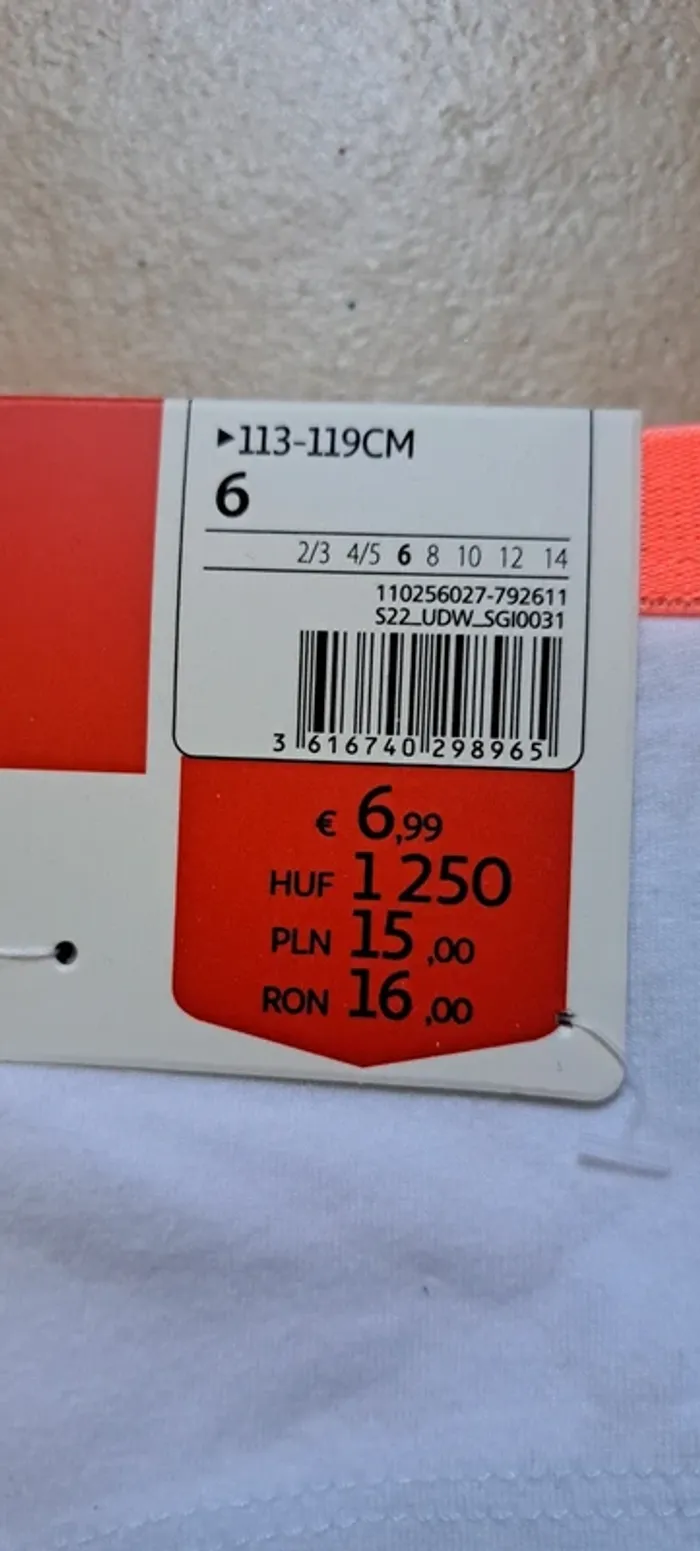 ▶113-119CM
6
2/3 4/5 6 8 10 12 14
110256027-792611
S22_UDW_SGI0031
3 616740 298965
€ 6,99
HUF 1 250
PLN 15 ,00
RON 16 ,00